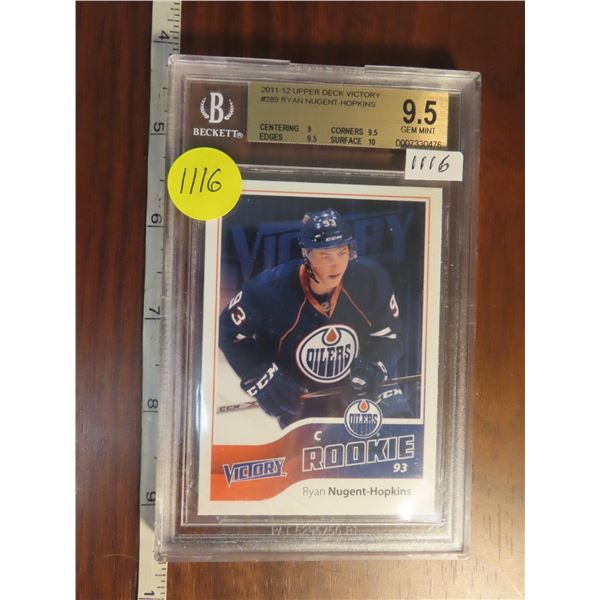 4
5
6
7
8
9
B
BECKETT®
2011-12 UPPER DECK VICTORY
#289 RYAN NUGENT-HOPKINS
CENTERING 9 CORNERS 9.5
EDGES 9.5 SURFACE 10
9.5
GEM MINT
0007330476
1116
1116
VICTORY
93
93
93
OILERS
CCM
CCM
OILERS
C
ROOKIE
93
VICTORY
Ryan Nugent-Hopkins